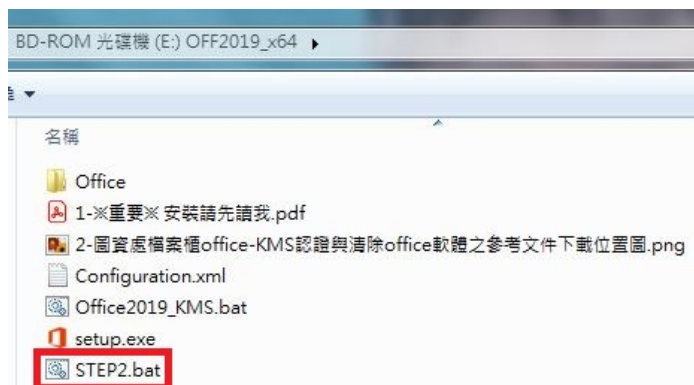 BD-ROM 光碟機 (E:) OFF2019_x64
名稱
Office
1-※重要※ 安裝請先讀我.pdf
2-圖資處檔案櫃office-KMS認證與清除office軟體之參考文件下載位置圖.png
Configuration.xml
Office2019_KMS.bat
setup.exe
STEP2.bat